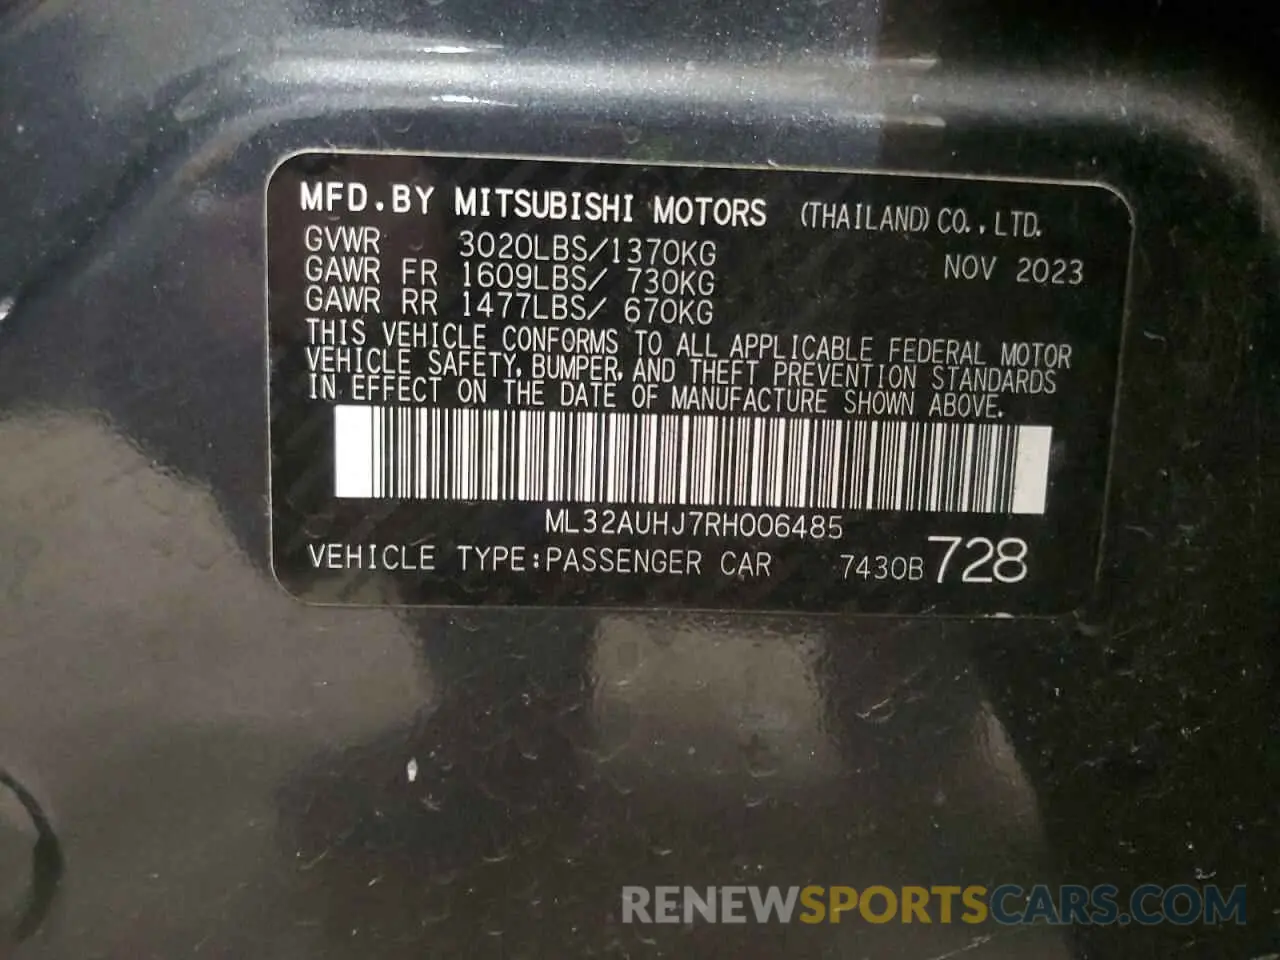 MFD.BY MITSUBISHI MOTORS (THAILAND) CO., LTD.
GVWR 3020LBS/1370KG NOV 2023
GAWR FR 1609LBS/ 730KG
GAWR RR 1477LBS/ 670KG
THIS VEHICLE CONFORMS TO ALL APPLICABLE FEDERAL MOTOR
VEHICLE SAFETY, BUMPER, AND THEFT PREVENTION STANDARDS
IN EFFECT ON THE DATE OF MANUFACTURE SHOWN ABOVE.
ML32AUHJ7RH006485
VEHICLE TYPE:PASSENGER CAR 7430B 728
RENEWSPORTSCARS.COM